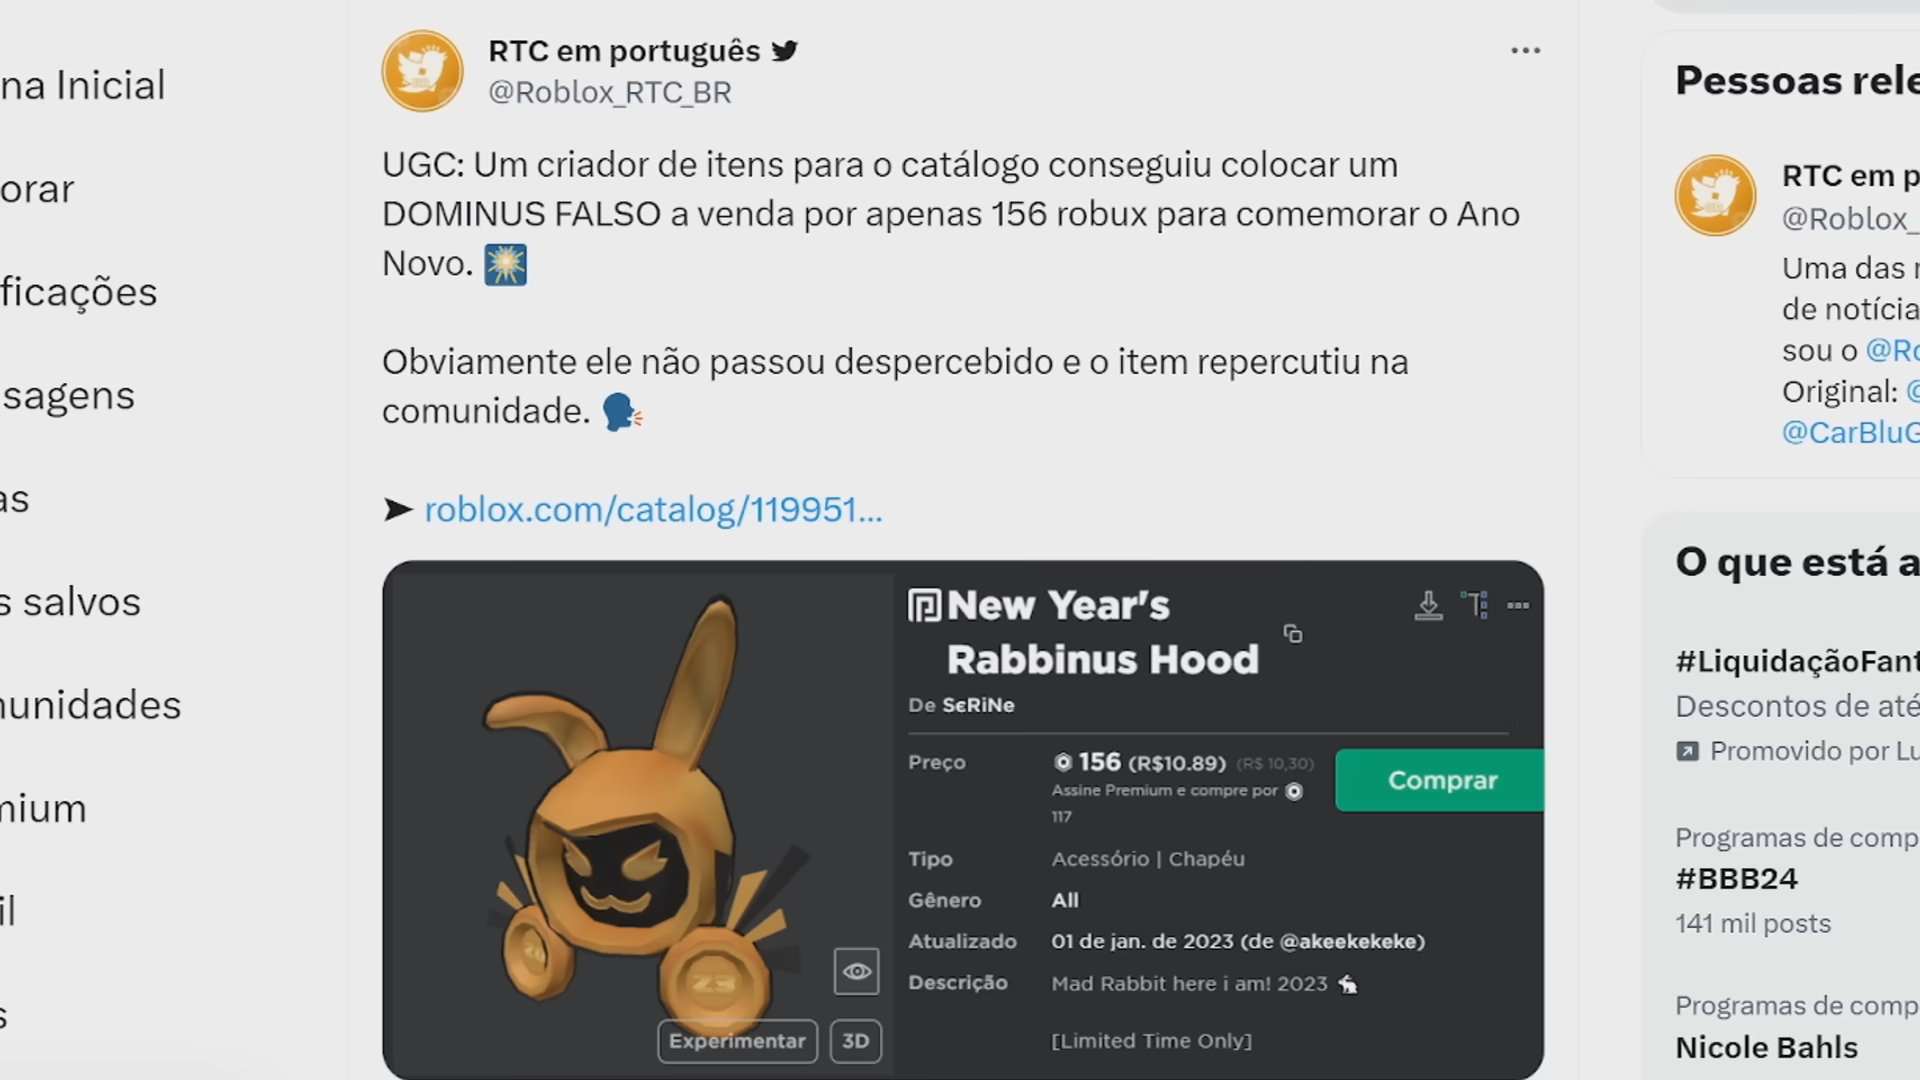 na Inicial
orar
ficações
sagens
as
s salvos
munidades
mium
il
s
RTC em português
@Roblox_RTC_BR
UGC: Um criador de itens para o catálogo conseguiu colocar um
DOMINUS FALSO a venda por apenas 156 robux para comemorar o Ano
Novo.
Obviamente ele não passou despercebido e o item repercutiu na
comunidade.
➤ roblox.com/catalog/119951...
New Year's
Rabbinus Hood
De SєRiNe
Preço
156 (R$10.89) (R$ 10,30)
Assine Premium e compre por
117
Comprar
Tipo
Acessório | Chapéu
Gênero
All
Atualizado
01 de jan. de 2023 (de @akeekekeke)
Descrição
Mad Rabbit here i am! 2023
[Limited Time Only]
20
23
Experimentar
3D
Pessoas rele
RTC em p
@Roblox_
Uma das
de notícia
sou o @Ro
Original: @
@CarBluG
O que está a
#LiquidaçãoFant
Descontos de até
Promovido por Lu
Programas de comp
#BBB24
141 mil posts
Programas de comp
Nicole Bahls